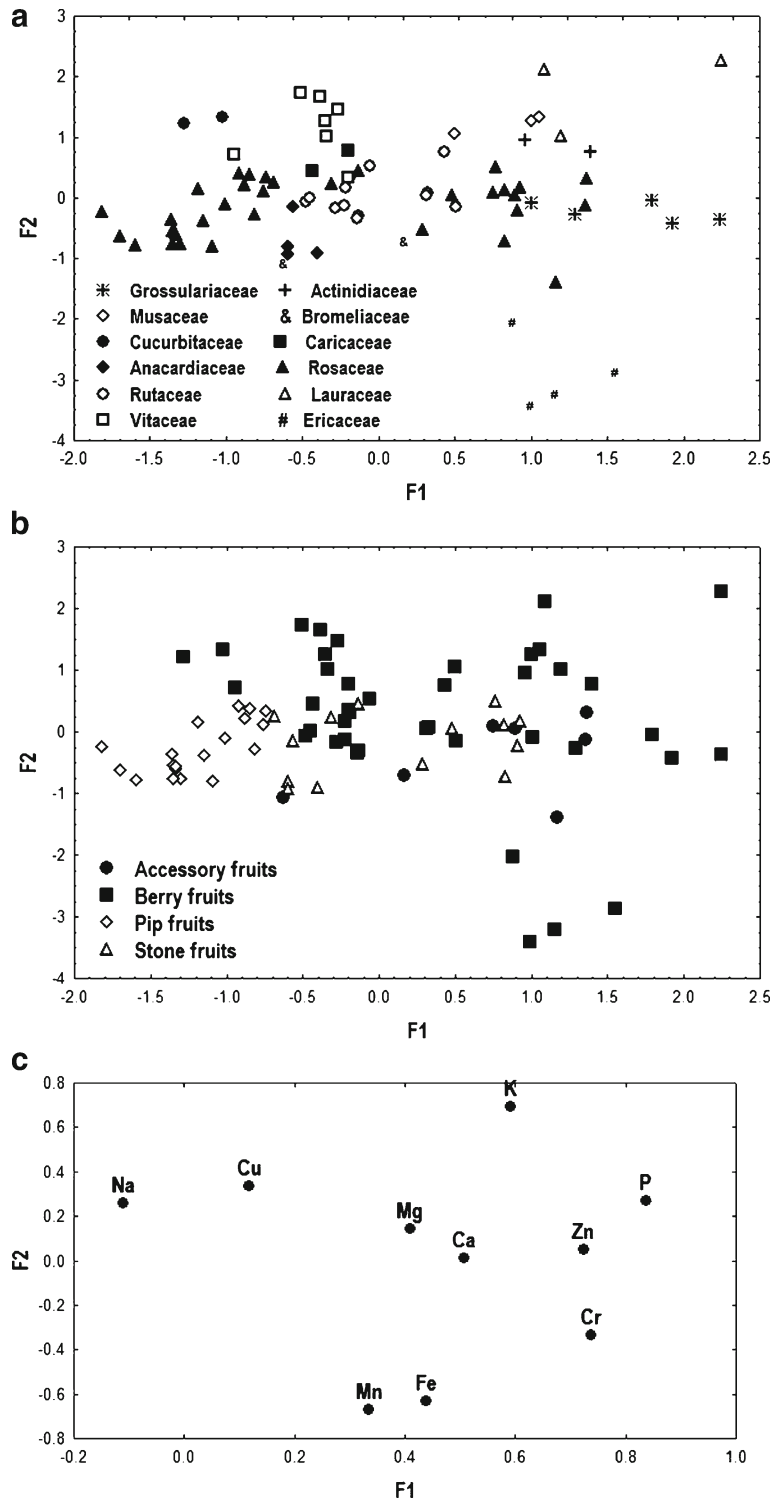 a
3
2
1
0
-1
-2
-3
-4
F2
✳ Grossulariaceae + Actinidiaceae
Musaceae & Bromeliaceae
Cucurbitaceae Caricaceae
Anacardiaceae Rosaceae
Rutaceae Lauraceae
Vitaceae # Ericaceae
&
&
#
#
#
#
-2.0 -1.5 -1.0 -0.5 0.0 0.5 1.0 1.5 2.0 2.5
F1
b
3
2
1
0
-1
-2
-3
-4
F2
Accessory fruits
Berry fruits
Pip fruits
Stone fruits
-2.0 -1.5 -1.0 -0.5 0.0 0.5 1.0 1.5 2.0 2.5
F1
c
0.8
0.6
0.4
0.2
0.0
-0.2
-0.4
-0.6
-0.8
F2
K
Na
Cu
P
Mg
Ca
Zn
Cr
Mn
Fe
-0.2 0.0 0.2 0.4 0.6 0.8 1.0
F1